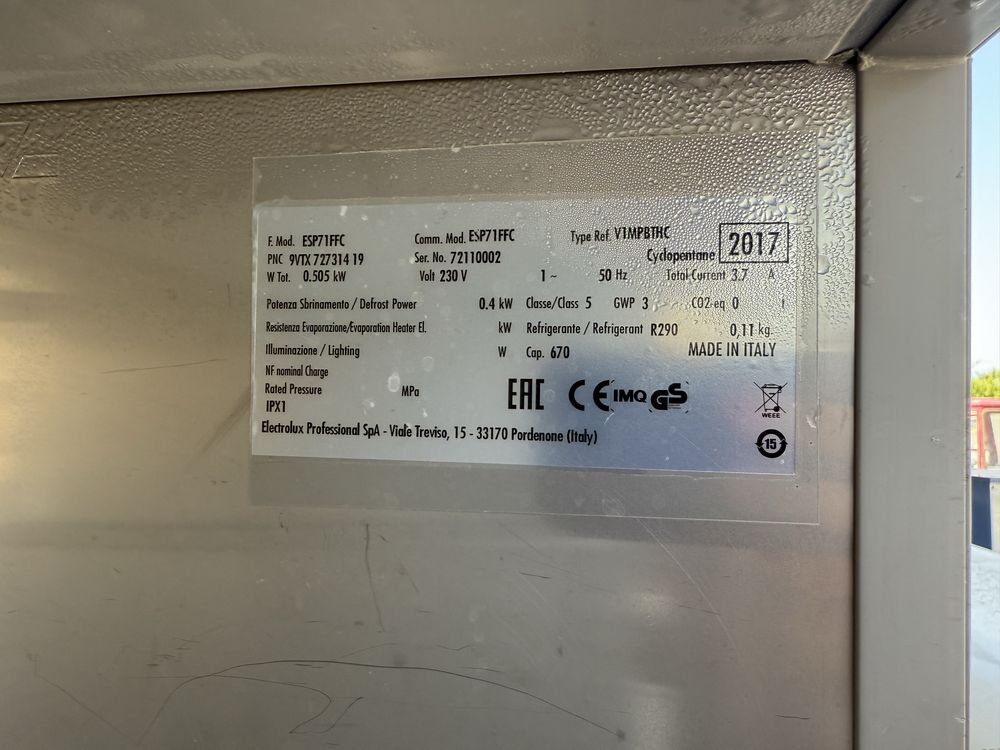 F. Mod. ESP71FFC Comm. Mod. ESP71FFC Type Ref. V1MPBTHC
PNC 9VTX 727314 19 Ser. No. 72110002 Cyclopentane 2017
W Tot. 0.505 kW Volt 230 V 1 ~ 50 Hz Total Current 3.7 A
Potenza Sbrinamento / Defrost Power 0.4 kW Classe/Class 5 GWP 3 CO2 eq 0 t
Resistenza Evaporazione/Evaporation Heater El. kW Refrigerante / Refrigerant R290 0,11 kg.
Illuminazione / Lighting W Cap. 670 MADE IN ITALY
NF nominal Charge
Rated Pressure MPa
IPX1
EAC CE IMQ GS
WEEE
Electrolux Professional SpA - Viale Treviso, 15 - 33170 Pordenone (Italy)
15